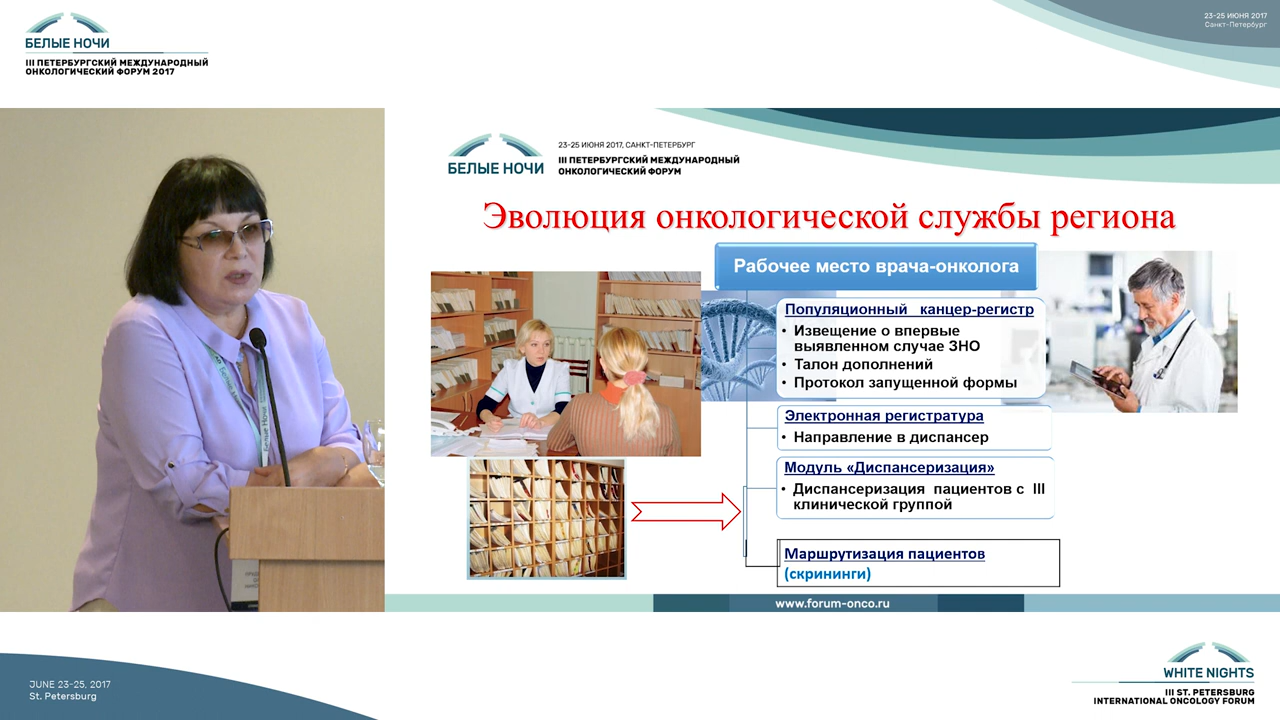 БЕЛЫЕ НОЧИ
III ПЕТЕРБУРГСКИЙ МЕЖДУНАРОДНЫЙ
ОНКОЛОГИЧЕСКИЙ ФОРУМ 2017
23-25 ИЮНЯ 2017
Санкт-Петербург
БЕЛЫЕ НОЧИ
23-25 ИЮНЯ 2017, САНКТ-ПЕТЕРБУРГ
III ПЕТЕРБУРГСКИЙ МЕЖДУНАРОДНЫЙ
ОНКОЛОГИЧЕСКИЙ ФОРУМ
Эволюция онкологической службы региона
Рабочее место врача-онколога
Популяционный канцер-регистр
• Извещение о впервые
выявленном случае ЗНО
• Талон дополнений
• Протокол запущенной формы
Электронная регистратура
• Направление в диспансер
Модуль «Диспансеризация»
• Диспансеризация пациентов с III
клинической группой
Маршрутизация пациентов
(скрининги)
www.forum-onco.ru
JUNE 23-25, 2017
St. Petersburg
WHITE NIGHTS
III ST. PETERSBURG
INTERNATIONAL ONCOLOGY FORUM